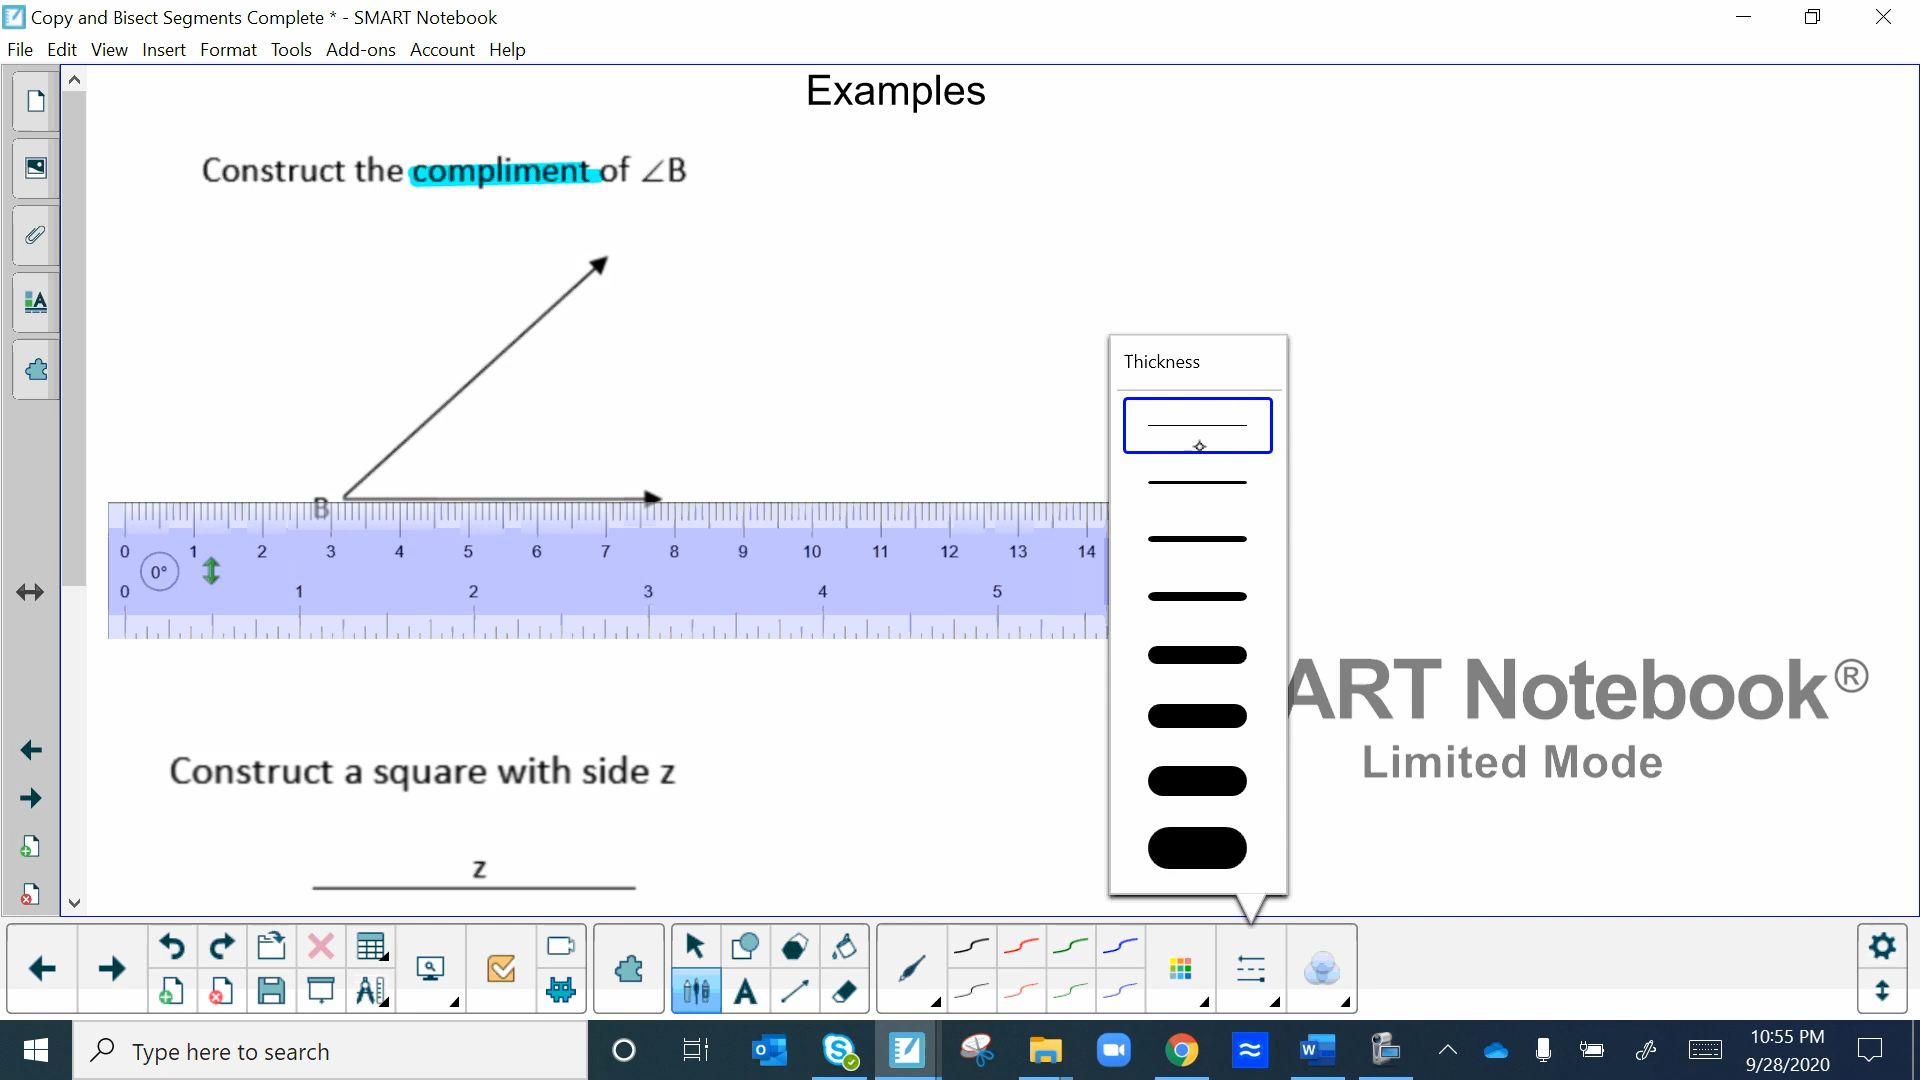 Copy and Bisect Segments Complete * - SMART Notebook
File Edit View Insert Format Tools Add-ons Account Help
Examples
Construct the compliment of ∠B
Thickness
B
0 1 2 3 4 5 6 7 8 9 10 11 12 13 14
0°
0 1 2 3 4 5
ART Notebook®
Limited Mode
Construct a square with side z
z
Type here to search
10:55 PM
9/28/2020